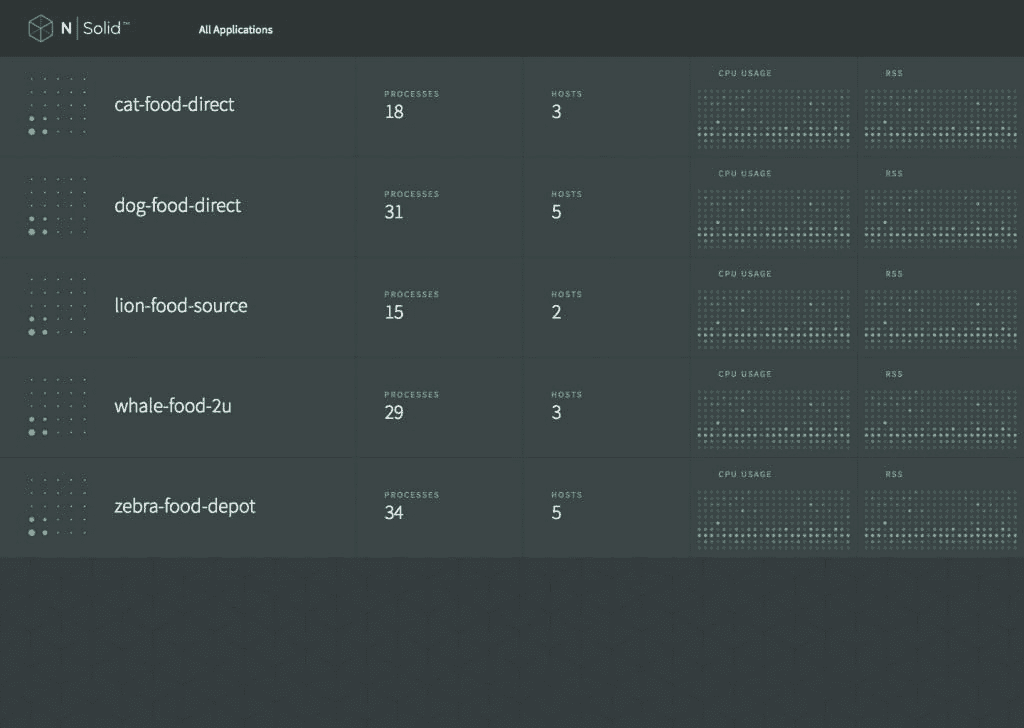 N | Solid™
All Applications
cat-food-direct
PROCESSES
18
HOSTS
3
CPU USAGE
RSS
dog-food-direct
PROCESSES
31
HOSTS
5
CPU USAGE
RSS
lion-food-source
PROCESSES
15
HOSTS
2
CPU USAGE
RSS
whale-food-2u
PROCESSES
29
HOSTS
3
CPU USAGE
RSS
zebra-food-depot
PROCESSES
34
HOSTS
5
CPU USAGE
RSS